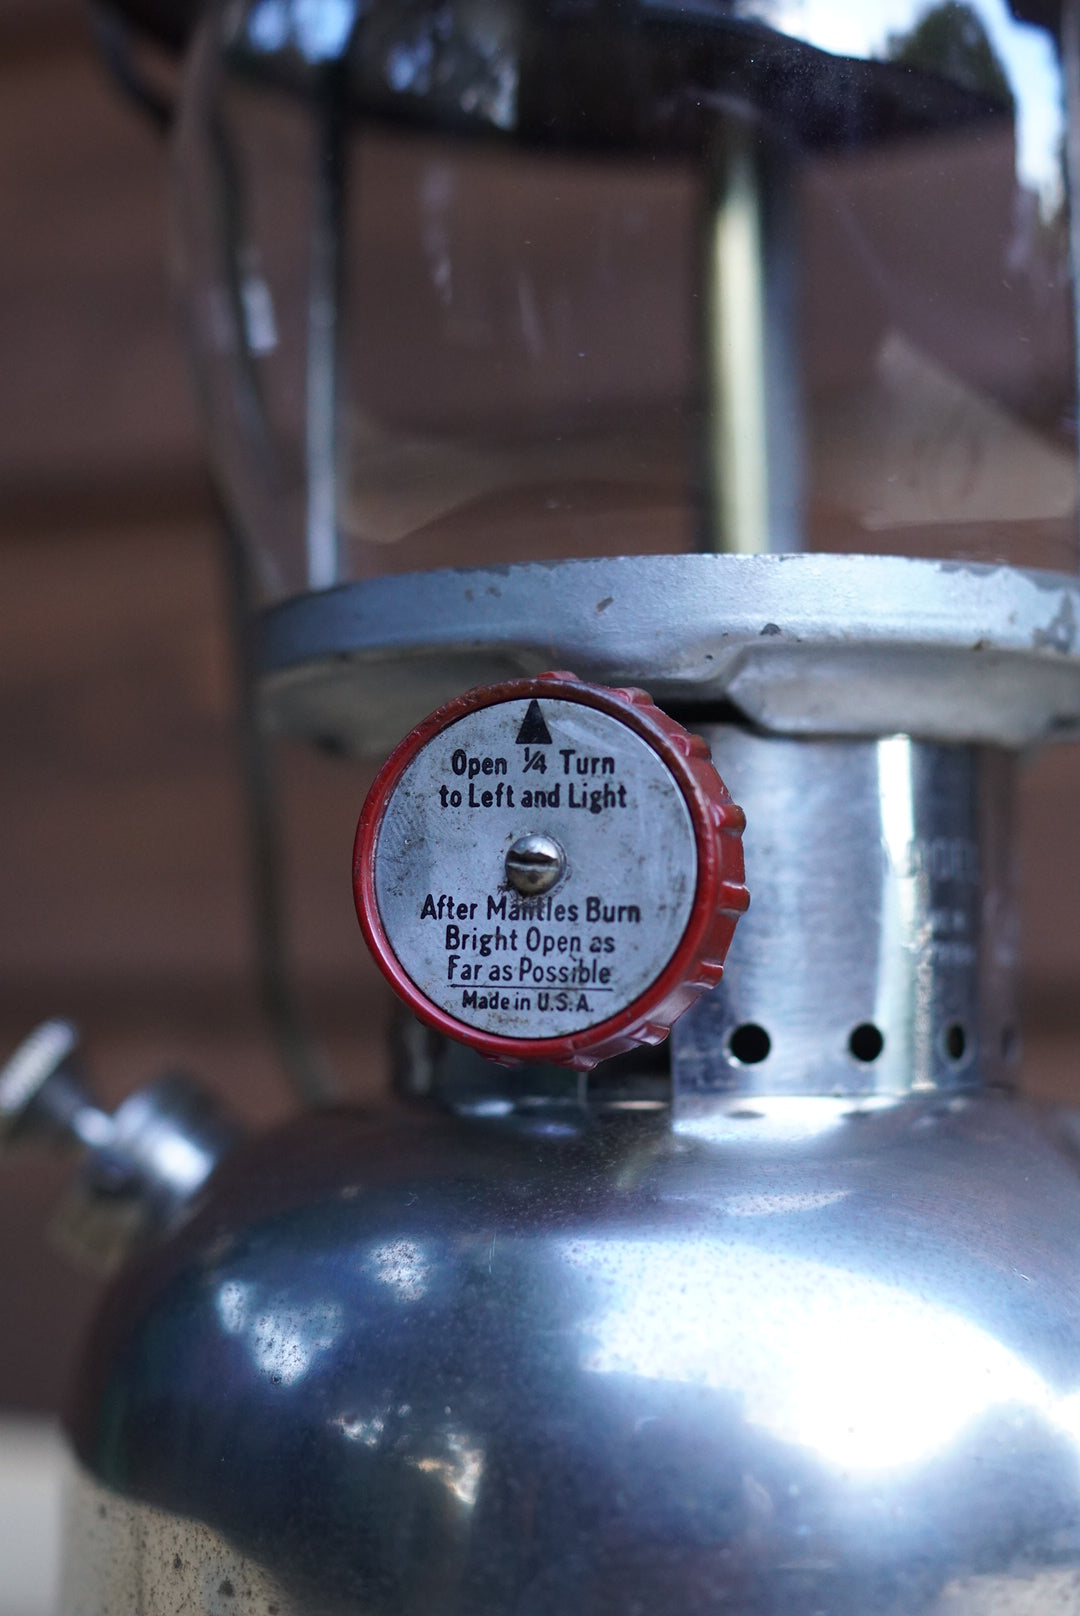 Open ¼ Turn
to Left and Light
After Mantles Burn
Bright Open as
Far as Possible
Made in U.S.A.